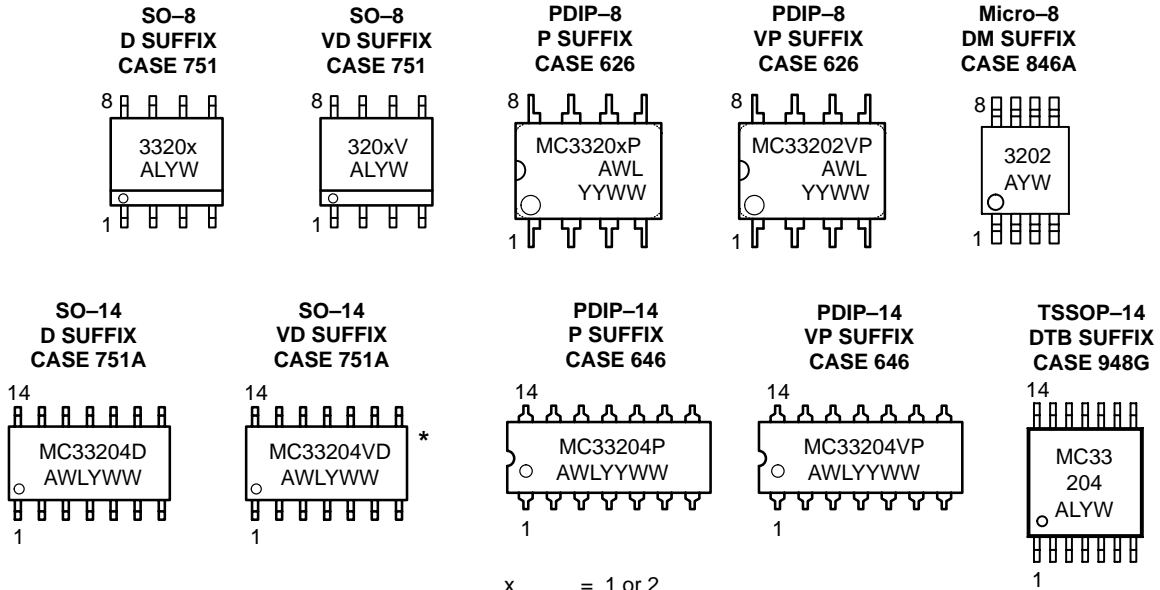 SO–8
D SUFFIX
CASE 751
8
3320x
ALYW
1
SO–8
VD SUFFIX
CASE 751
8
320xV
ALYW
1
PDIP–8
P SUFFIX
CASE 626
8
MC3320xP
AWL
YYWW
1
PDIP–8
VP SUFFIX
CASE 626
8
MC33202VP
AWL
YYWW
1
Micro–8
DM SUFFIX
CASE 846A
8
3202
AYW
1
SO–14
D SUFFIX
CASE 751A
14
MC33204D
AWLYWW
1
SO–14
VD SUFFIX
CASE 751A
14
MC33204VD
AWLYWW
*
1
PDIP–14
P SUFFIX
CASE 646
14
MC33204P
AWLYYWW
1
PDIP–14
VP SUFFIX
CASE 646
14
MC33204VP
AWLYYWW
1
TSSOP–14
DTB SUFFIX
CASE 948G
14
MC33
204
ALYW
1
x = 1 or 2